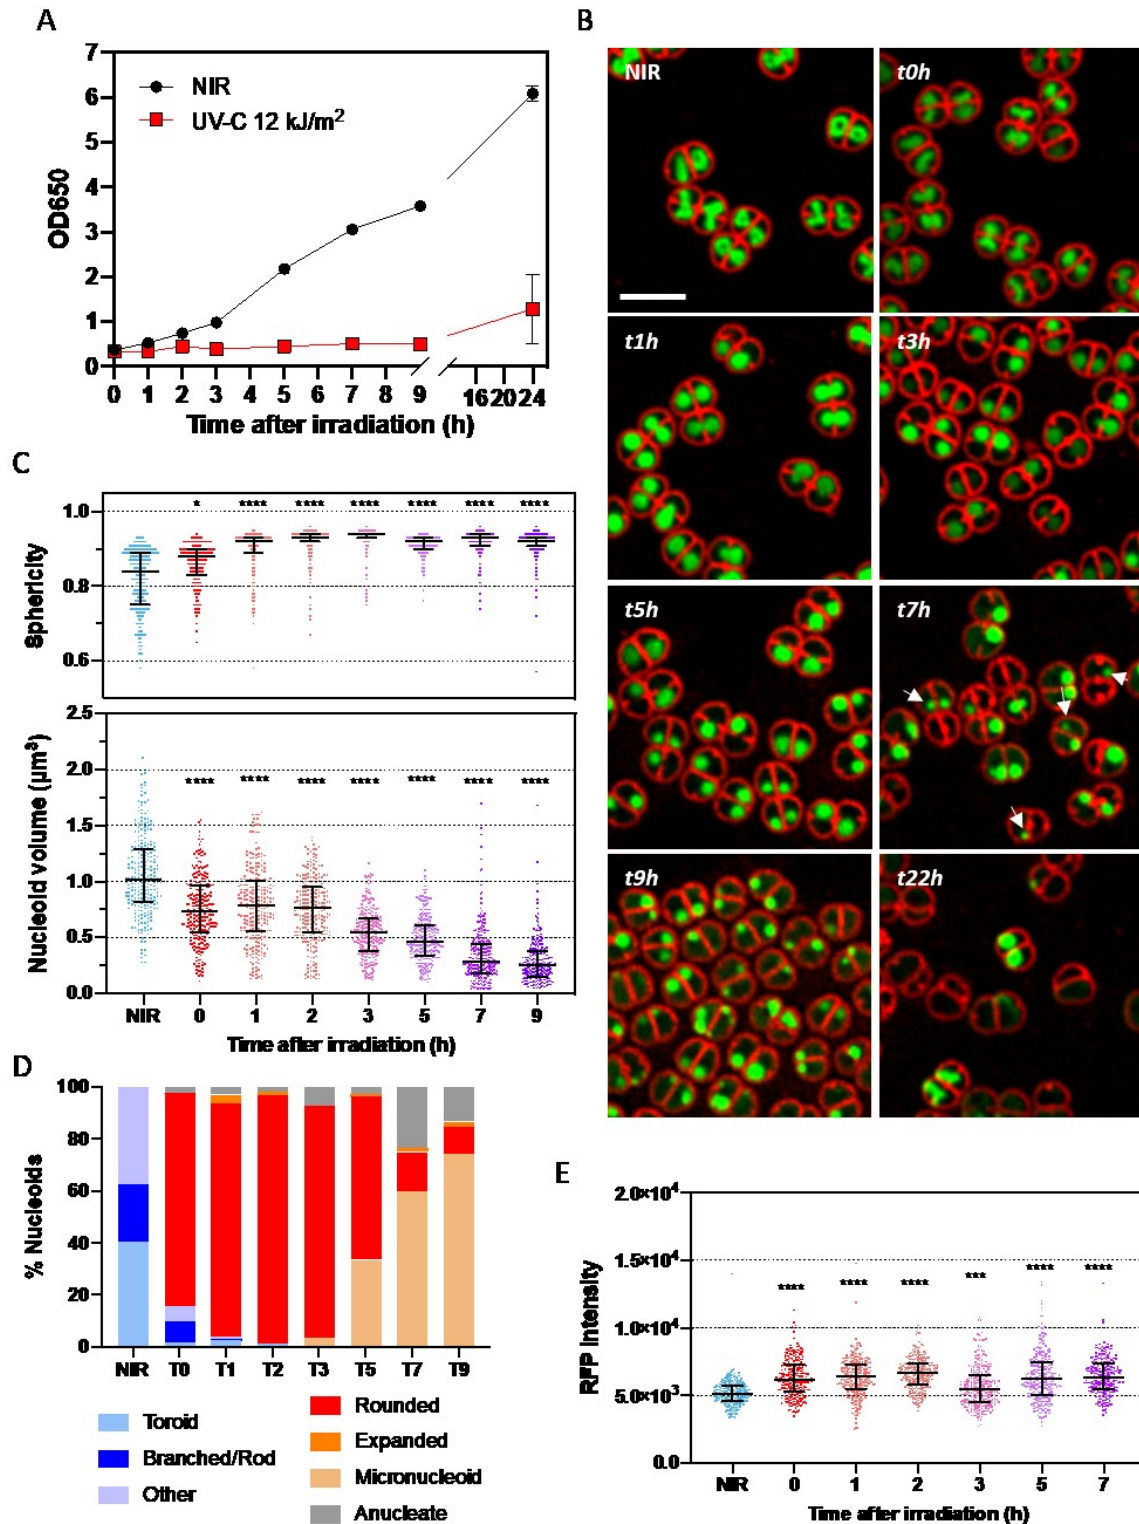 A
7
6
5
4
3
2
1
0
OD650
NIR
UV-C 12 kJ/m²
0 1 2 3 5 7 9 16 20 24
Time after irradiation (h)
B
NIR
t0h
t1h
t3h
t5h
t7h
t9h
t22h
C
* **** **** **** **** **** ****
1.0
0.8
0.6
Sphericity
2.5
2.0
1.5
1.0
0.5
0.0
Nucleoid volume (µm³)
**** **** **** **** **** **** ****
NIR 0 1 2 3 5 7 9
Time after irradiation (h)
D
100
80
60
40
20
0
% Nucleoids
NIR T0 T1 T2 T3 T5 T7 T9
Toroid
Branched/Rod
Other
Rounded
Expanded
Micronucleoid
Anucleate
E
2.0×10⁴
1.5×10⁴
1.0×10⁴
5.0×10³
0.0
RFP Intensity
**** **** **** *** **** ****
NIR 0 1 2 3 5 7
Time after irradiation (h)